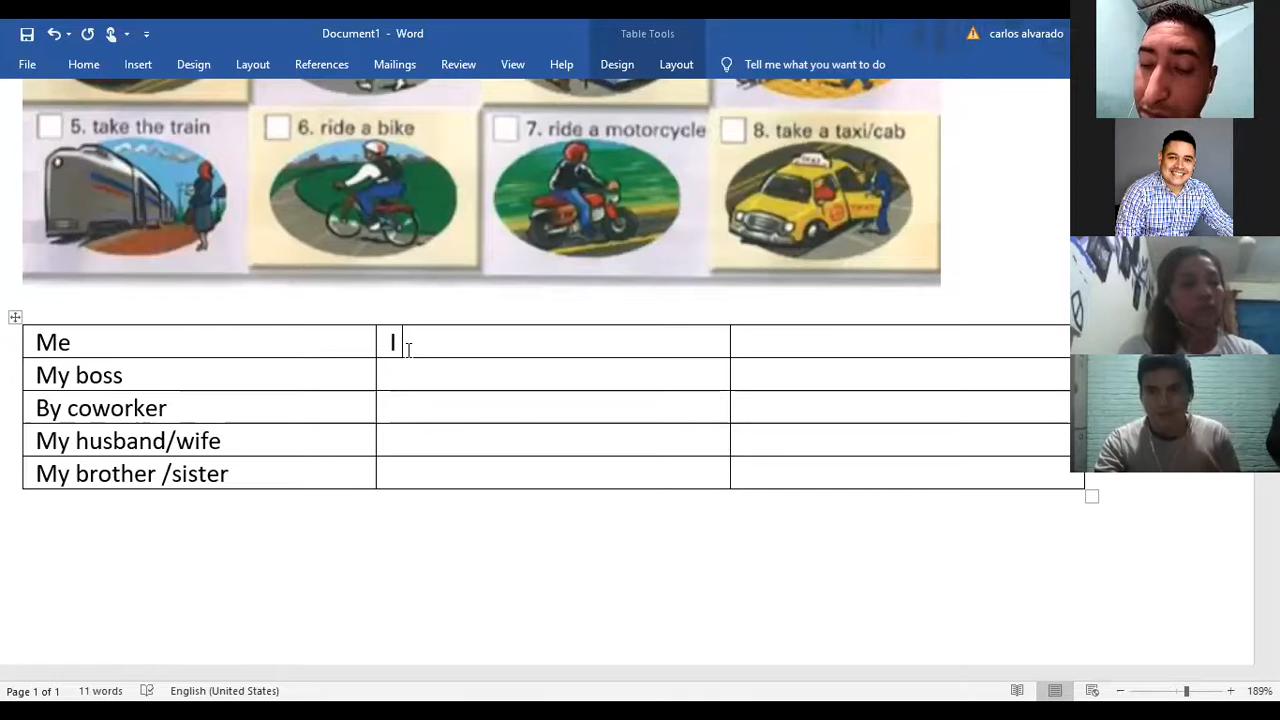 Document1 - Word
Table Tools
carlos alvarado
File Home Insert Design Layout References Mailings Review View Help Design Layout Tell me what you want to do
5. take the train
6. ride a bike
7. ride a motorcycle
8. take a taxi/cab
TAXI
Me
I
My boss
By coworker
My husband/wife
My brother /sister
Page 1 of 1 11 words English (United States) 189%